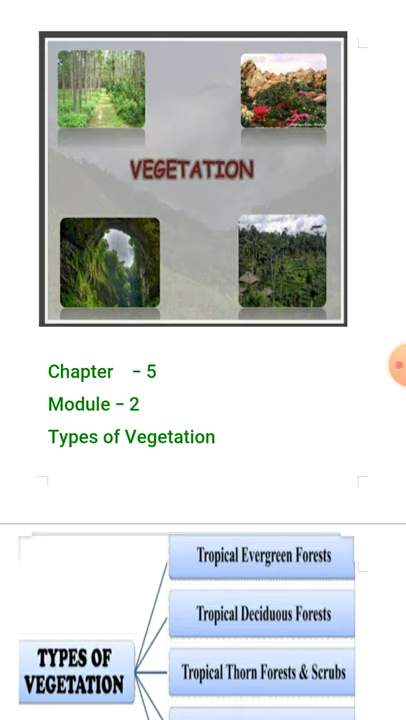 VEGETATION
Chapter - 5
Module - 2
Types of Vegetation
Tropical Evergreen Forests
Tropical Deciduous Forests
TYPES OF
VEGETATION
Tropical Thorn Forests & Scrubs